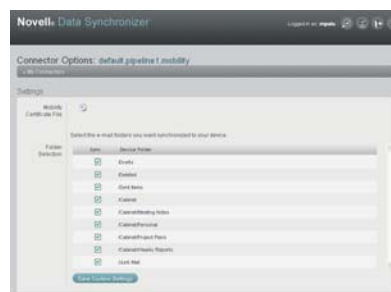 Novell® Data Synchronizer
Logged in as
Connector Options: default.pipeline1.mobility
« My Connectors
Settings
Mobility
Certificate File
Select the e-mail folders you want synchronized to your device.
Folder
Selection
Sync Device Folder
Drafts
Deleted
Sent Items
/Cabinet
/Cabinet/Meeting Notes
/Cabinet/Personal
/Cabinet/Project Plans
/Cabinet/Weekly Reports
/Junk Mail
Save Custom Settings